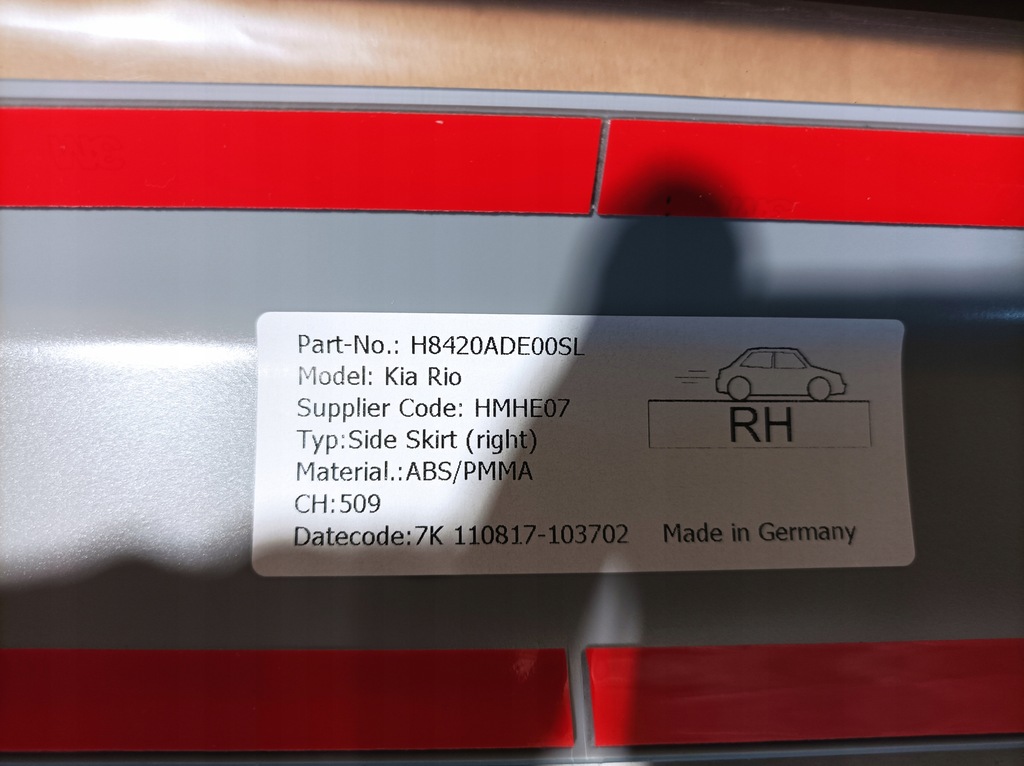 Part-No.: H8420ADE00SL
Model: Kia Rio
Supplier Code: HMHE07
Typ:Side Skirt (right)
Material.:ABS/PMMA
CH:509
Datecode:7K 110817-103702
RH
Made in Germany